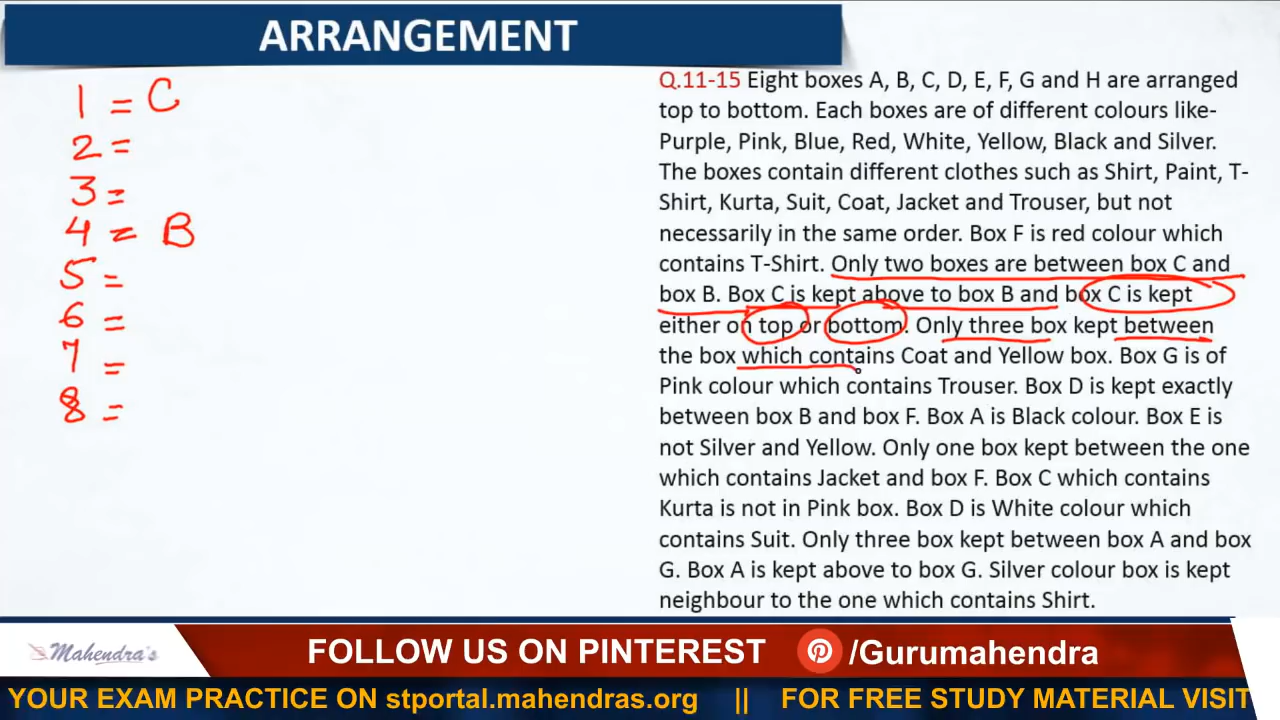 ARRANGEMENT
1 = C
2 =
3 =
4 = B
5 =
6 =
7 =
8 =
Q.11-15 Eight boxes A, B, C, D, E, F, G and H are arranged
top to bottom. Each boxes are of different colours like-
Purple, Pink, Blue, Red, White, Yellow, Black and Silver.
The boxes contain different clothes such as Shirt, Paint, T-
Shirt, Kurta, Suit, Coat, Jacket and Trouser, but not
necessarily in the same order. Box F is red colour which
contains T-Shirt. Only two boxes are between box C and
box B. Box C is kept above to box B and box C is kept
either on top or bottom. Only three box kept between
the box which contains Coat and Yellow box. Box G is of
Pink colour which contains Trouser. Box D is kept exactly
between box B and box F. Box A is Black colour. Box E is
not Silver and Yellow. Only one box kept between the one
which contains Jacket and box F. Box C which contains
Kurta is not in Pink box. Box D is White colour which
contains Suit. Only three box kept between box A and box
G. Box A is kept above to box G. Silver colour box is kept
neighbour to the one which contains Shirt.
Mahendra's
FOLLOW US ON PINTEREST /Gurumahendra
YOUR EXAM PRACTICE ON stportal.mahendras.org || FOR FREE STUDY MATERIAL VISIT